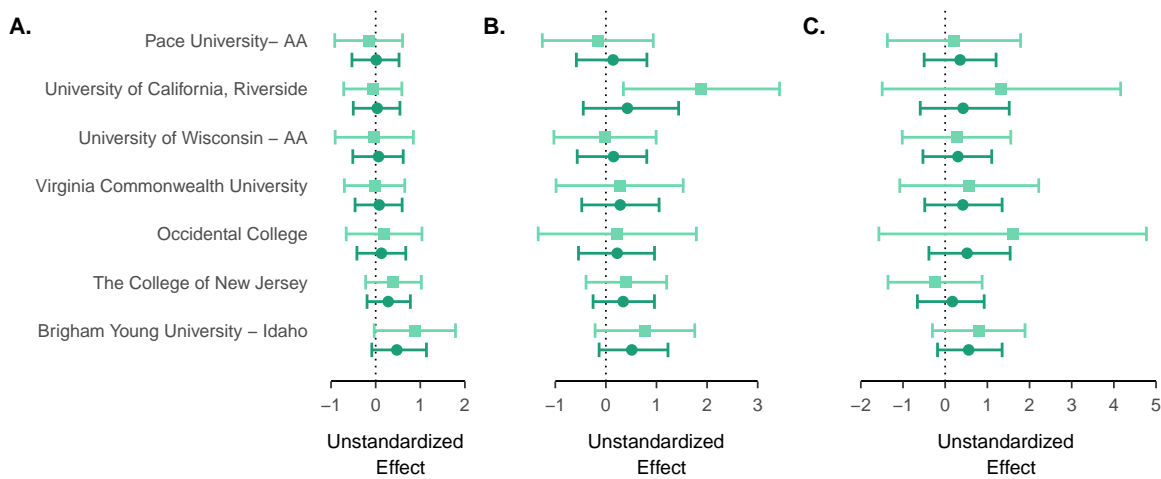 A.
B.
C.
Pace University– AA
University of California, Riverside
University of Wisconsin – AA
Virginia Commonwealth University
Occidental College
The College of New Jersey
Brigham Young University – Idaho
−1 0 1 2
−1 0 1 2 3
−2 −1 0 1 2 3 4 5
Unstandardized
Effect
Unstandardized
Effect
Unstandardized
Effect